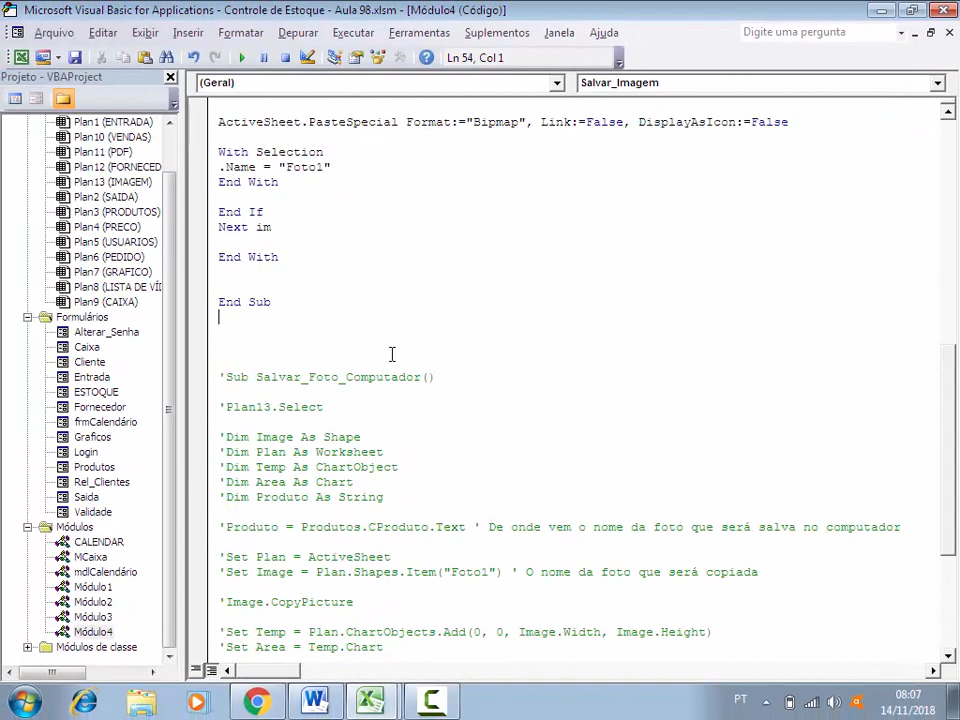 Microsoft Visual Basic for Applications - Controle de Estoque - Aula 98.xlsm - [Módulo4 (Código)]
Arquivo Editar Exibir Inserir Formatar Depurar Executar Ferramentas Suplementos Janela Ajuda Digite uma pergunta
Ln 54, Col 1
Projeto - VBAProject
(Geral) Salvar_Imagem
Plan1 (ENTRADA)
Plan10 (VENDAS)
Plan11 (PDF)
Plan12 (FORNECED
Plan13 (IMAGEM)
Plan2 (SAIDA)
Plan3 (PRODUTOS)
Plan4 (PRECO)
Plan5 (USUARIOS)
Plan6 (PEDIDO)
Plan7 (GRAFICO)
Plan8 (LISTA DE VÍ
Plan9 (CAIXA)
Formulários
Alterar_Senha
Caixa
Cliente
Entrada
ESTOQUE
Fornecedor
frmCalendário
Graficos
Login
Produtos
Rel_Clientes
Saida
Validade
Módulos
CALENDAR
MCaixa
mdlCalendário
Módulo1
Módulo2
Módulo3
Módulo4
Módulos de classe
ActiveSheet.PasteSpecial Format:="Bipmap", Link:=False, DisplayAsIcon:=False
With Selection
.Name = "Foto1"
End With
End If
Next im
End With
End Sub
'Sub Salvar_Foto_Computador()
'Plan13.Select
'Dim Image As Shape
'Dim Plan As Worksheet
'Dim Temp As ChartObject
'Dim Area As Chart
'Dim Produto As String
'Produto = Produtos.CProduto.Text ' De onde vem o nome da foto que será salva no computador
'Set Plan = ActiveSheet
'Set Image = Plan.Shapes.Item("Foto1") ' O nome da foto que será copiada
'Image.CopyPicture
'Set Temp = Plan.ChartObjects.Add(0, 0, Image.Width, Image.Height)
'Set Area = Temp.Chart
PT
08:07
14/11/2018